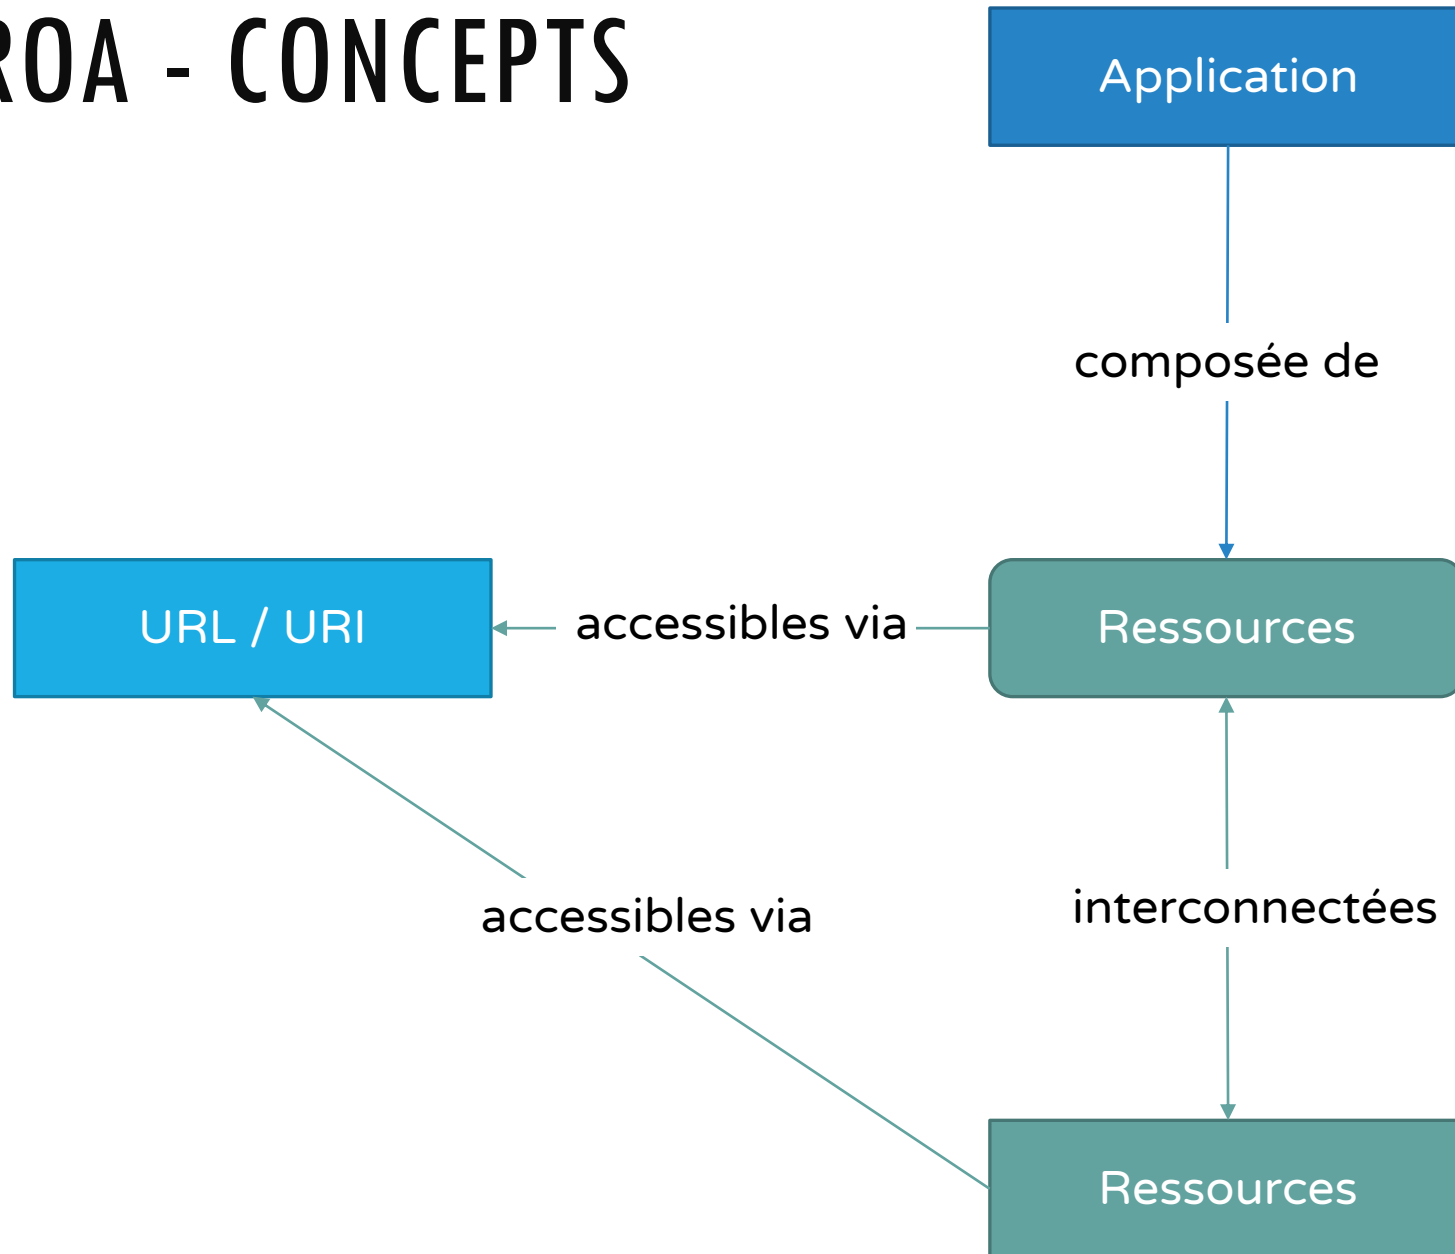 ROA - CONCEPTS
Application
composée de
URL / URI
accessibles via
Ressources
accessibles via
interconnectées
Ressources